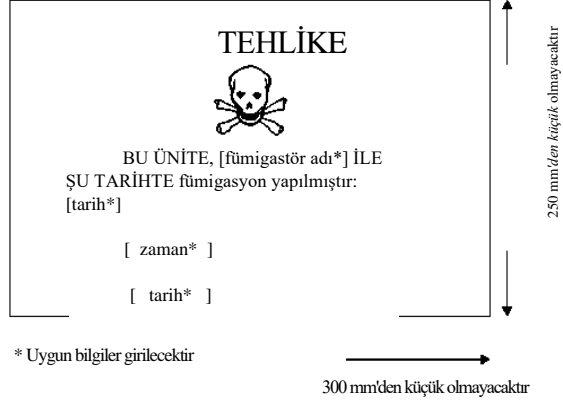 TEHLİKE
BU ÜNİTE, [fümigastör adı*] İLE
ŞU TARİHTE fümigasyon yapılmıştır:
[tarih*]
[ zaman* ]
[ tarih* ]
* Uygun bilgiler girilecektir
300 mm'den küçük olmayacaktır
250 mm'den küçük olmayacaktır